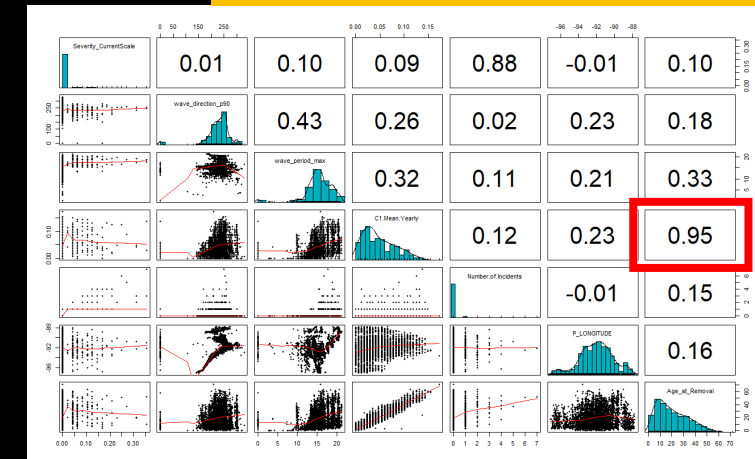 0 50 150 250 0.00 0.05 0.10 0.15 -96 -94 -92 -90 -88
Severity_CurrentScale 0.01 0.10 0.09 0.88 -0.01 0.10 0.00 0.10 0.20 0.30
0 100 250 wave_direction_p90 0.43 0.26 0.02 0.23 0.18
wave_period_max 0.32 0.11 0.21 0.33 5 10 20
0.00 0.10 C1.Mean.Yearly 0.12 0.23 0.95
Number.of.Incidents -0.01 0.15 0 2 4 6
-96 -92 -88 P_LONGITUDE 0.16
Age_at_Removal 0 20 40 60
0.00 0.10 0.20 0.30 0 5 10 15 20 0 1 2 3 4 5 6 7 0 10 20 30 40 50 60 70